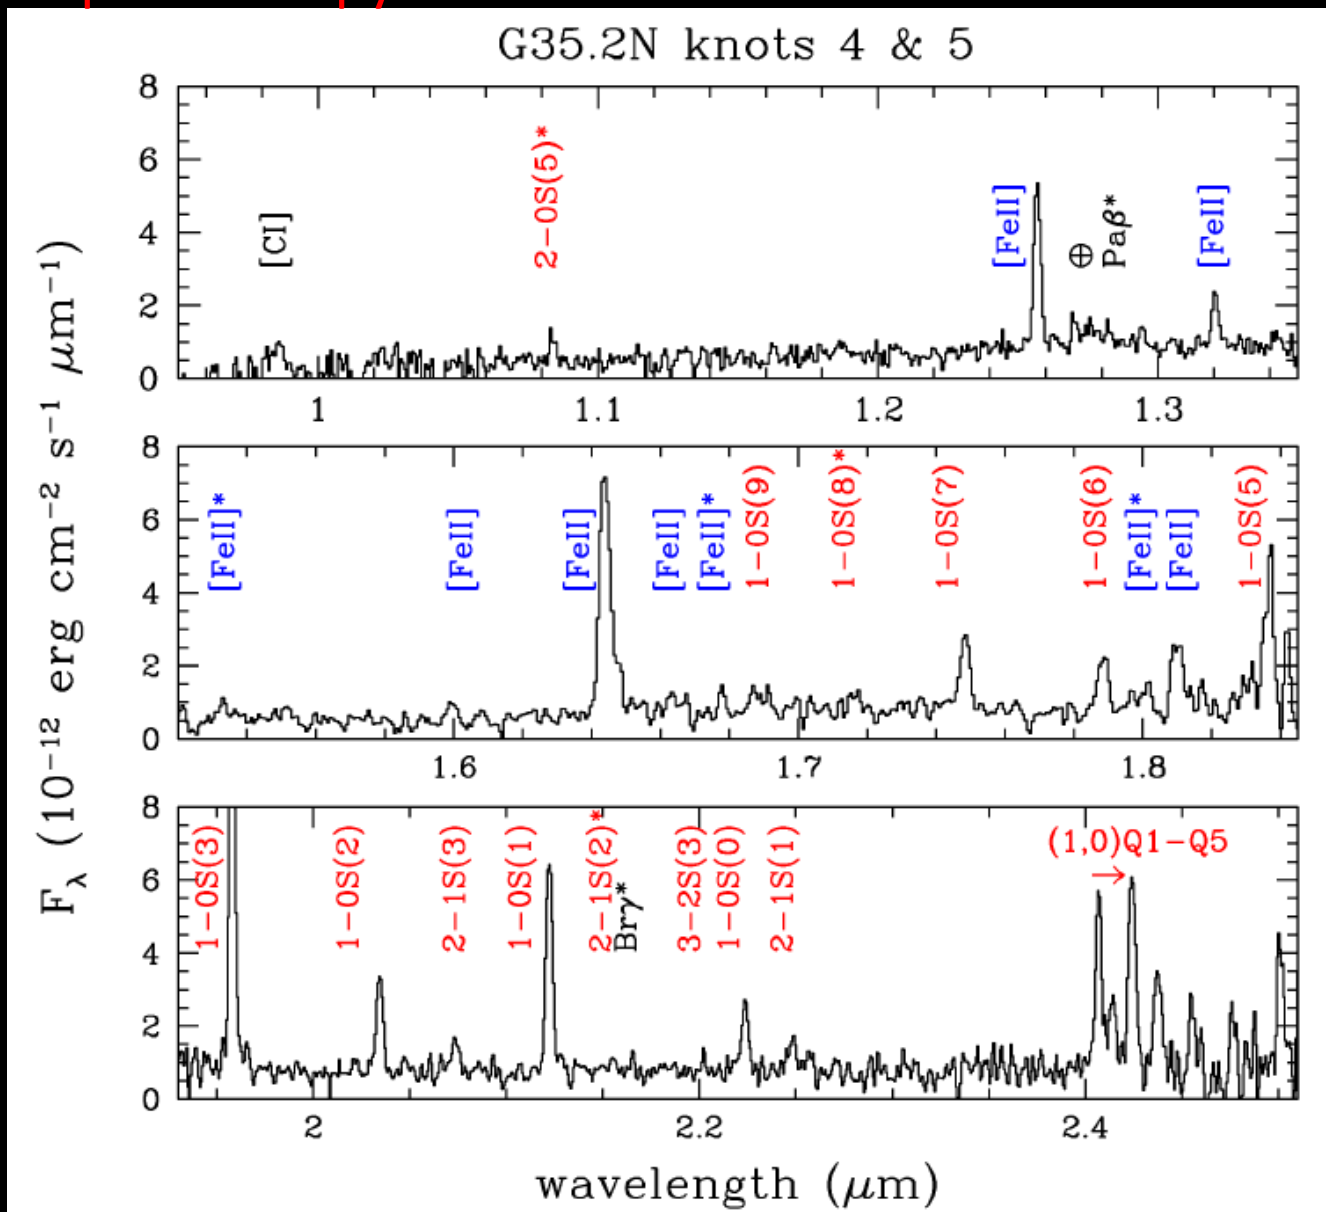 G35.2N knots 4 & 5
F_λ (10⁻¹² erg cm⁻² s⁻¹ μm⁻¹)
8
6
4
2
0
[CI]
2-0S(5)*
[FeII]
⊕
Paβ*
[FeII]
1
1.1
1.2
1.3
8
6
4
2
0
[FeII]*
[FeII]
[FeII]
[FeII]
[FeII]*
1-0S(9)
1-0S(8)*
1-0S(7)
1-0S(6)
[FeII]*
[FeII]
1-0S(5)
1.6
1.7
1.8
8
6
4
2
0
1-0S(3)
1-0S(2)
2-1S(3)
1-0S(1)
2-1S(2)*
Brγ*
3-2S(3)
1-0S(0)
2-1S(1)
(1,0)Q1-Q5
→
2
2.2
2.4
wavelength (μm)